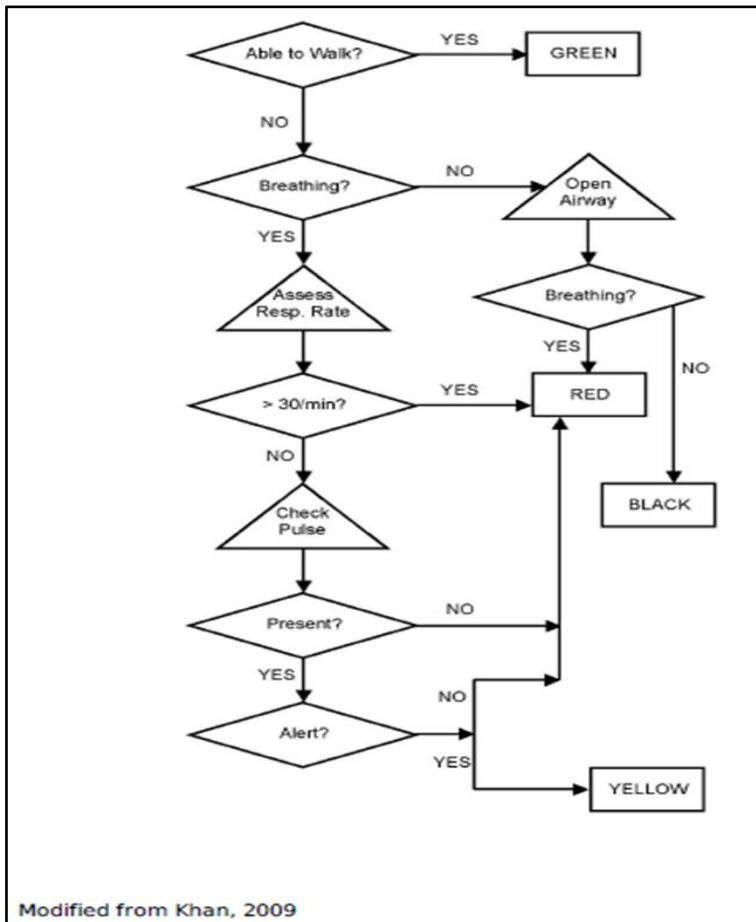 Able to Walk?
YES
GREEN
NO
Breathing?
NO
Open
Airway
YES
Assess
Resp. Rate
Breathing?
YES
NO
> 30/min?
YES
RED
NO
Check
Pulse
BLACK
Present?
NO
YES
NO
Alert?
YES
YELLOW
Modified from Khan, 2009